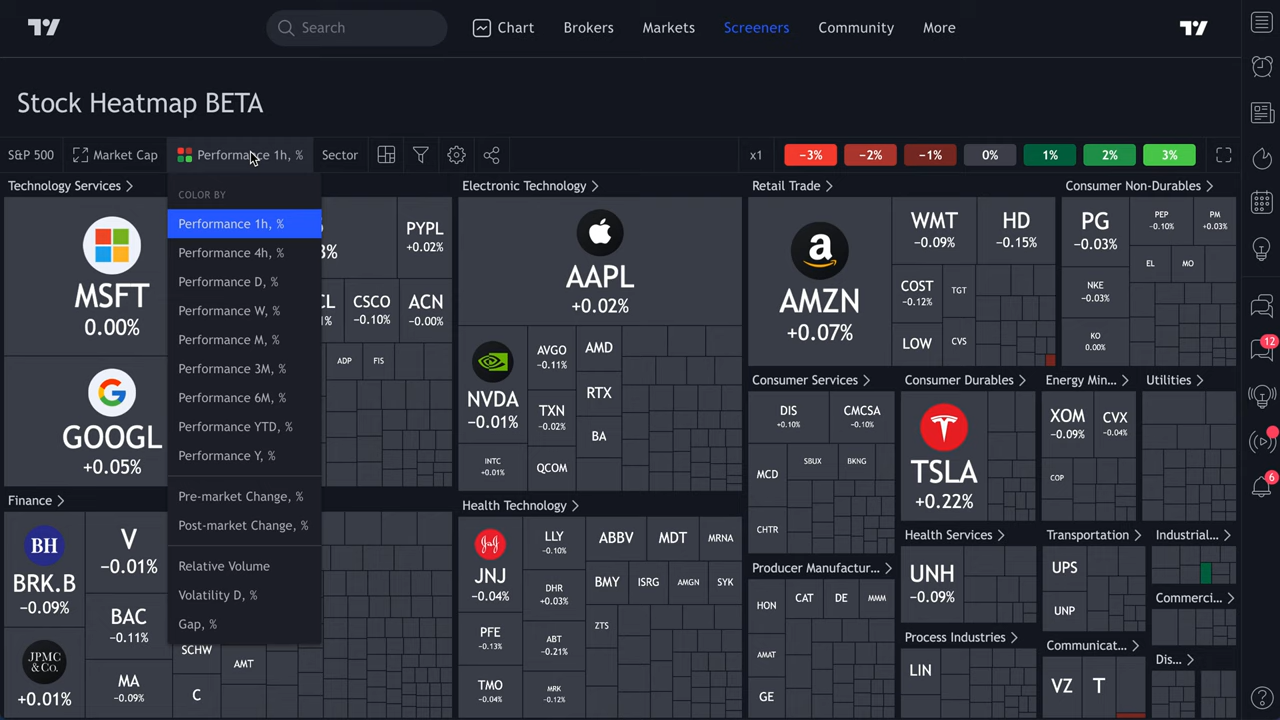 Search
Chart
Brokers
Markets
Screeners
Community
More
Stock Heatmap BETA
S&P 500
Market Cap
Performance 1h, %
Sector
x1
−3%
−2%
−1%
0%
1%
2%
3%
COLOR BY
Performance 1h, %
Performance 4h, %
Performance D, %
Performance W, %
Performance M, %
Performance 3M, %
Performance 6M, %
Performance YTD, %
Performance Y, %
Pre-market Change, %
Post-market Change, %
Relative Volume
Volatility D, %
Gap, %
Technology Services
MSFT
0.00%
GOOGL
+0.05%
PYPL
+0.02%
CSCO
−0.10%
ACN
−0.00%
ADP
FIS
Finance
BH
BRK.B
−0.09%
JPMC
& CO.
+0.01%
V
−0.01%
BAC
−0.11%
MA
−0.09%
SCHW
AMT
C
Electronic Technology
AAPL
+0.02%
NVDA
−0.01%
INTC
+0.01%
AVGO
−0.11%
TXN
−0.02%
QCOM
AMD
RTX
BA
Health Technology
J&J
JNJ
−0.04%
PFE
−0.13%
TMO
−0.04%
LLY
−0.10%
DHR
+0.03%
ABT
−0.21%
MRK
−0.12%
ABBV
MDT
MRNA
BMY
ISRG
AMGN
SYK
ZTS
Retail Trade
a
AMZN
+0.07%
WMT
−0.09%
HD
−0.15%
COST
−0.12%
TGT
LOW
CVS
Consumer Non-Durables
PG
−0.03%
PEP
−0.10%
PM
+0.03%
EL
MO
NKE
−0.03%
KO
0.00%
Consumer Services
DIS
+0.10%
CMCSA
−0.10%
MCD
SBUX
BKNG
CHTR
Consumer Durables
TSLA
+0.22%
Energy Min...
XOM
−0.09%
CVX
−0.04%
COP
Utilities
Producer Manufactur...
HON
CAT
DE
MMM
AMAT
GE
Health Services
UNH
−0.09%
Process Industries
LIN
Transportation
UPS
UNP
Communicat...
VZ
T
Industrial...
Commerci...
Dis...
12
6